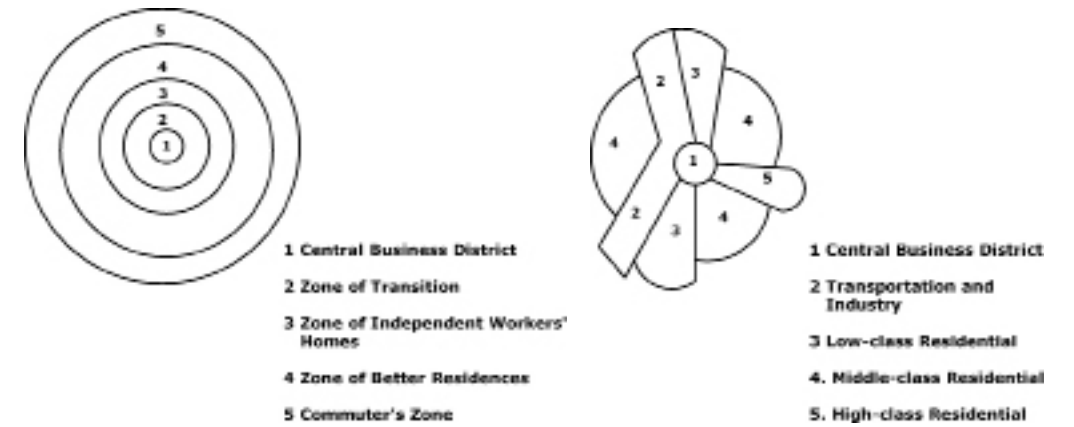 5
4
3
2
1
1 Central Business District
2 Zone of Transition
3 Zone of Independent Workers'
Homes
4 Zone of Better Residences
5 Commuter's Zone
2
3
4
4
1
5
2
3
4
1 Central Business District
2 Transportation and
Industry
3 Low-class Residential
4. Middle-class Residential
5. High-class Residential